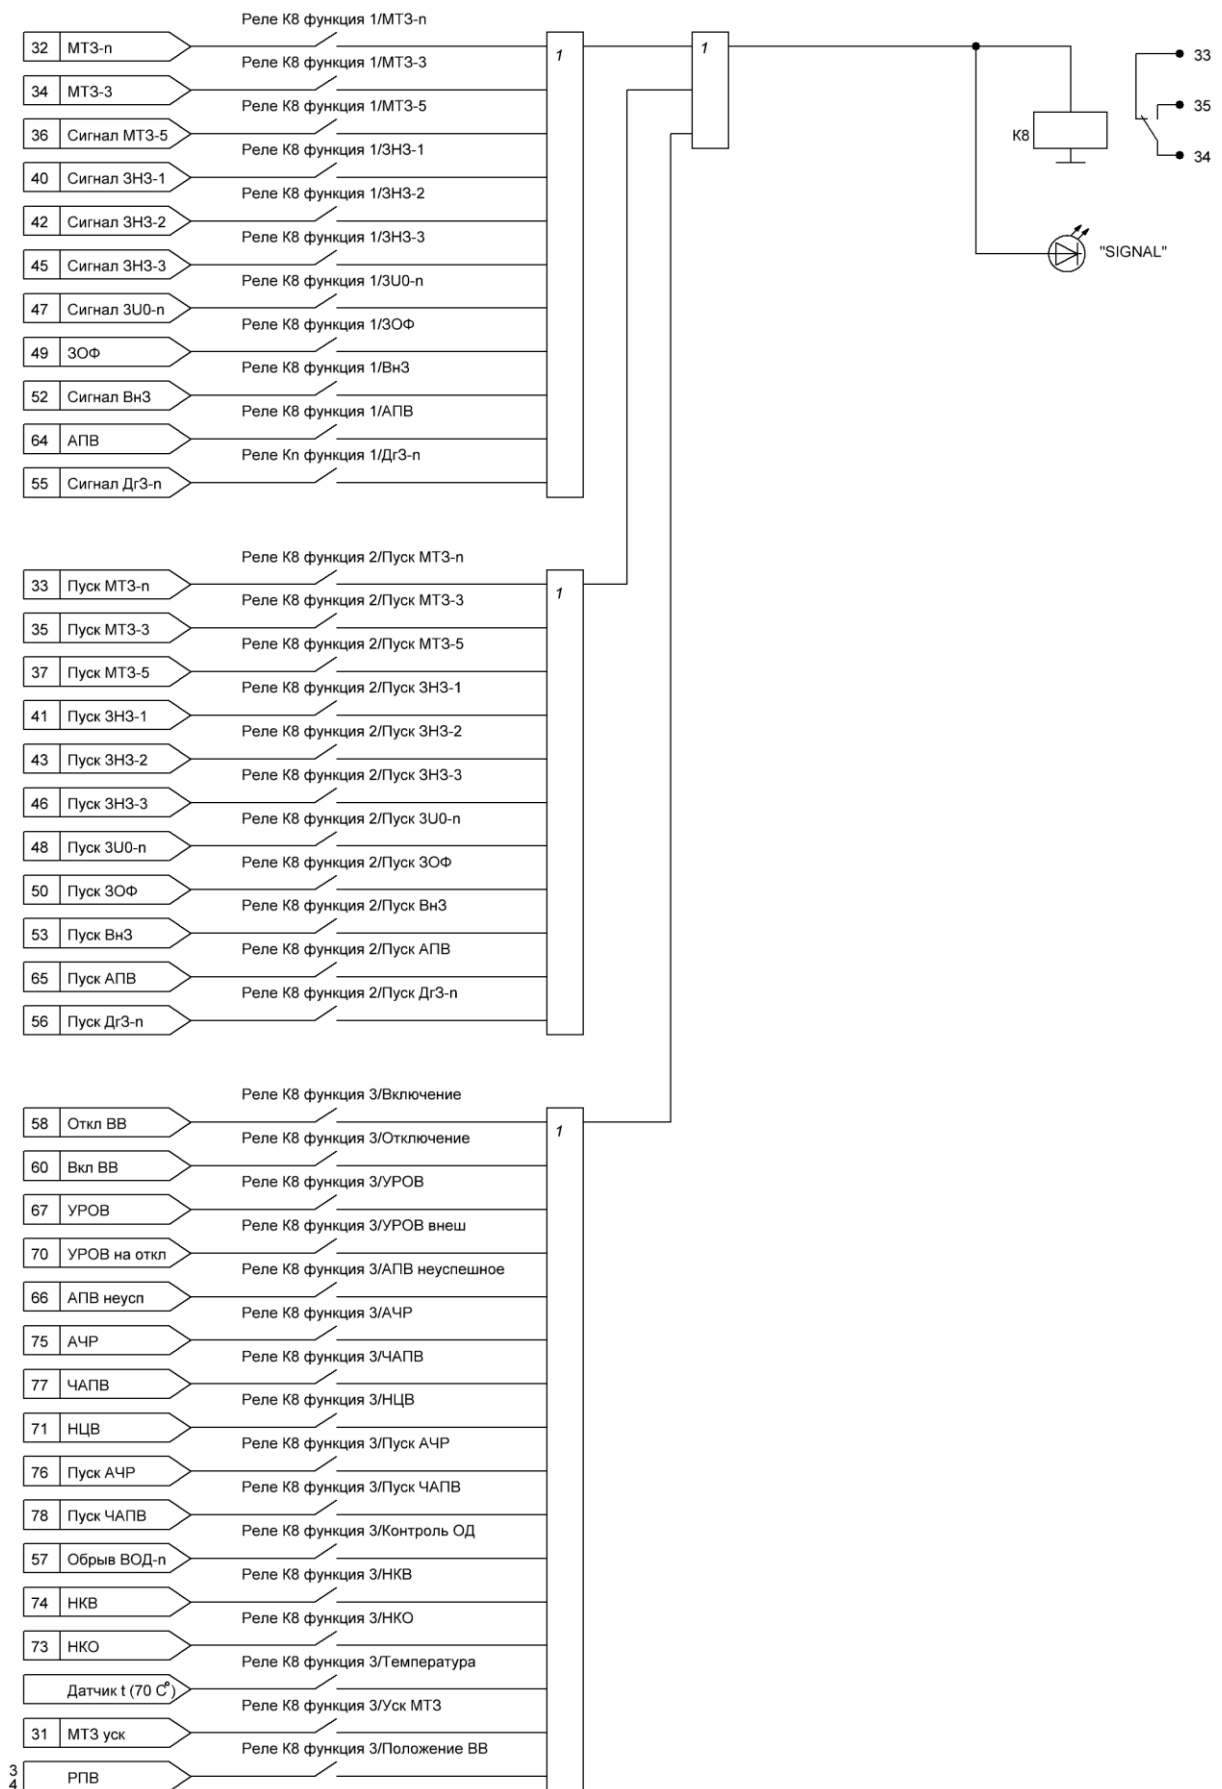 Реле К8 функция 1/МТЗ-n
32 МТЗ-n 1 1
Реле К8 функция 1/МТЗ-3
33
34 МТЗ-3
Реле К8 функция 1/МТЗ-5
35
36 Сигнал МТЗ-5
К8
Реле К8 функция 1/ЗНЗ-1
34
40 Сигнал ЗНЗ-1
Реле К8 функция 1/ЗНЗ-2
42 Сигнал ЗНЗ-2
Реле К8 функция 1/ЗНЗ-3
"SIGNAL"
45 Сигнал ЗНЗ-3
Реле К8 функция 1/3U0-n
47 Сигнал 3U0-n
Реле К8 функция 1/ЗОФ
49 ЗОФ
Реле К8 функция 1/ВнЗ
52 Сигнал ВнЗ
Реле К8 функция 1/АПВ
64 АПВ
Реле Кn функция 1/ДгЗ-n
55 Сигнал ДгЗ-n
Реле К8 функция 2/Пуск МТЗ-n
33 Пуск МТЗ-n 1
Реле К8 функция 2/Пуск МТЗ-3
35 Пуск МТЗ-3
Реле К8 функция 2/Пуск МТЗ-5
37 Пуск МТЗ-5
Реле К8 функция 2/Пуск ЗНЗ-1
41 Пуск ЗНЗ-1
Реле К8 функция 2/Пуск ЗНЗ-2
43 Пуск ЗНЗ-2
Реле К8 функция 2/Пуск ЗНЗ-3
46 Пуск ЗНЗ-3
Реле К8 функция 2/Пуск 3U0-n
48 Пуск 3U0-n
Реле К8 функция 2/Пуск ЗОФ
50 Пуск ЗОФ
Реле К8 функция 2/Пуск ВнЗ
53 Пуск ВнЗ
Реле К8 функция 2/Пуск АПВ
65 Пуск АПВ
Реле К8 функция 2/Пуск ДгЗ-n
56 Пуск ДгЗ-n
Реле К8 функция 3/Включение
58 Откл ВВ 1
Реле К8 функция 3/Отключение
60 Вкл ВВ
Реле К8 функция 3/УРОВ
67 УРОВ
Реле К8 функция 3/УРОВ внеш
70 УРОВ на откл
Реле К8 функция 3/АПВ неуспешное
66 АПВ неусп
Реле К8 функция 3/АЧР
75 АЧР
Реле К8 функция 3/ЧАПВ
77 ЧАПВ
Реле К8 функция 3/НЦВ
71 НЦВ
Реле К8 функция 3/Пуск АЧР
76 Пуск АЧР
Реле К8 функция 3/Пуск ЧАПВ
78 Пуск ЧАПВ
Реле К8 функция 3/Контроль ОД
57 Обрыв ВОД-n
Реле К8 функция 3/НКВ
74 НКВ
Реле К8 функция 3/НКО
73 НКО
Реле К8 функция 3/Температура
Датчик t (70 С°)
Реле К8 функция 3/Уск МТЗ
31 МТЗ уск
Реле К8 функция 3/Положение ВВ
3
4 РПВ